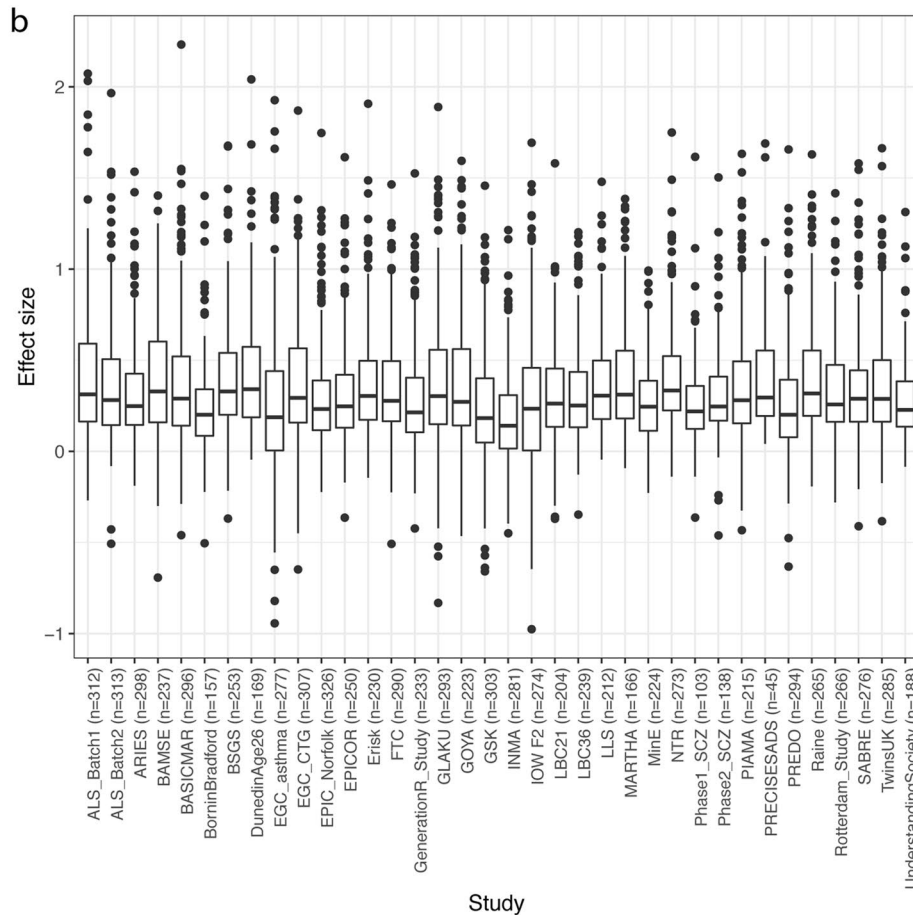 b
Effect size
2
1
0
−1
ALS_Batch1 (n=312)
ALS_Batch2 (n=313)
ARIES (n=298)
BAMSE (n=237)
BASICMAR (n=296)
BorninBradford (n=157)
BSGS (n=253)
DunedinAge26 (n=169)
EGC_asthma (n=277)
EGC_CTG (n=307)
EPIC_Norfolk (n=326)
EPICOR (n=250)
Erisk (n=230)
FTC (n=290)
GenerationR_Study (n=233)
GLAKU (n=293)
GOYA (n=223)
GSK (n=303)
INMA (n=281)
IOW F2 (n=274)
LBC21 (n=204)
LBC36 (n=239)
LLS (n=212)
MARTHA (n=166)
MinE (n=224)
NTR (n=273)
Phase1_SCZ (n=103)
Phase2_SCZ (n=138)
PIAMA (n=215)
PRECISESADS (n=45)
PREDO (n=294)
Raine (n=265)
Rotterdam_Study (n=266)
SABRE (n=276)
TwinsUK (n=285)
UnderstandingSociety (n=188)
Study